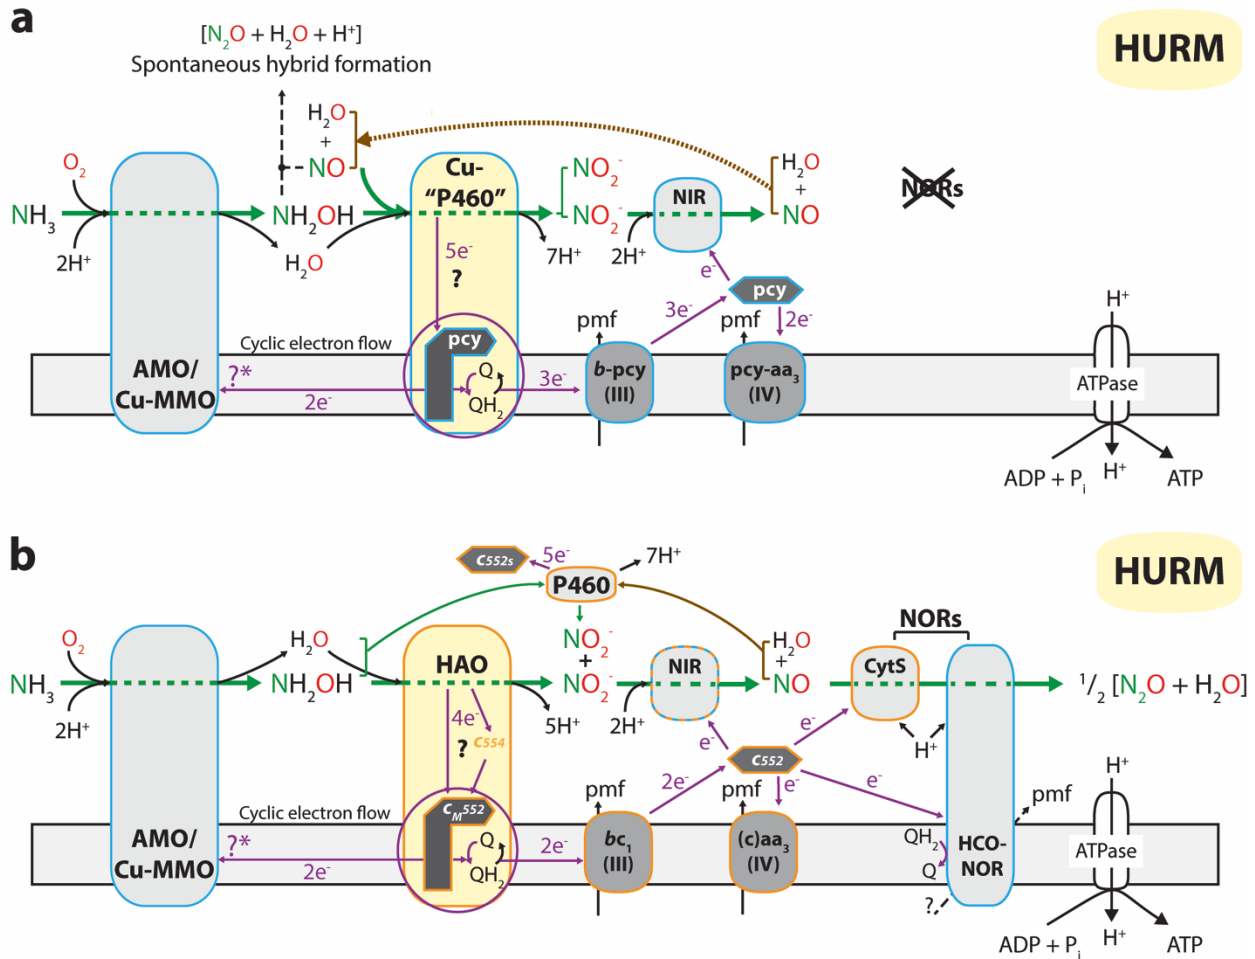 a
[N₂O + H₂O + H⁺]
Spontaneous hybrid formation
HURM
H₂O
+
NO
O₂
NH₃
2H⁺
NH₂OH
H₂O
Cu-
“P460”
5e⁻
?
NO₂⁻
NO₂⁻
7H⁺
2H⁺
NIR
H₂O
+
NO
NORs
e⁻
pcy
3e⁻
2e⁻
H⁺
pmf
pmf
Cyclic electron flow
AMO/
Cu-MMO
?*
2e⁻
pcy
Q
QH₂
3e⁻
b-pcy
(III)
pcy-aa₃
(IV)
ATPase
ADP + Pᵢ
H⁺
ATP
b
HURM
C552s
5e⁻
7H⁺
P460
O₂
NH₃
2H⁺
H₂O
NH₂OH
HAO
4e⁻
?
C554
NO₂⁻
+
NO₂⁻
5H⁺
2H⁺
NIR
H₂O
+
NO
NORs
CytS
½ [N₂O + H₂O]
e⁻
e⁻
H⁺
C552
2e⁻
e⁻
e⁻
H⁺
pmf
pmf
pmf
Cyclic electron flow
AMO/
Cu-MMO
?*
2e⁻
C_M552
Q
QH₂
2e⁻
bc₁
(III)
(c)aa₃
(IV)
QH₂
Q
?
HCO-
NOR
ATPase
ADP + Pᵢ
H⁺
ATP